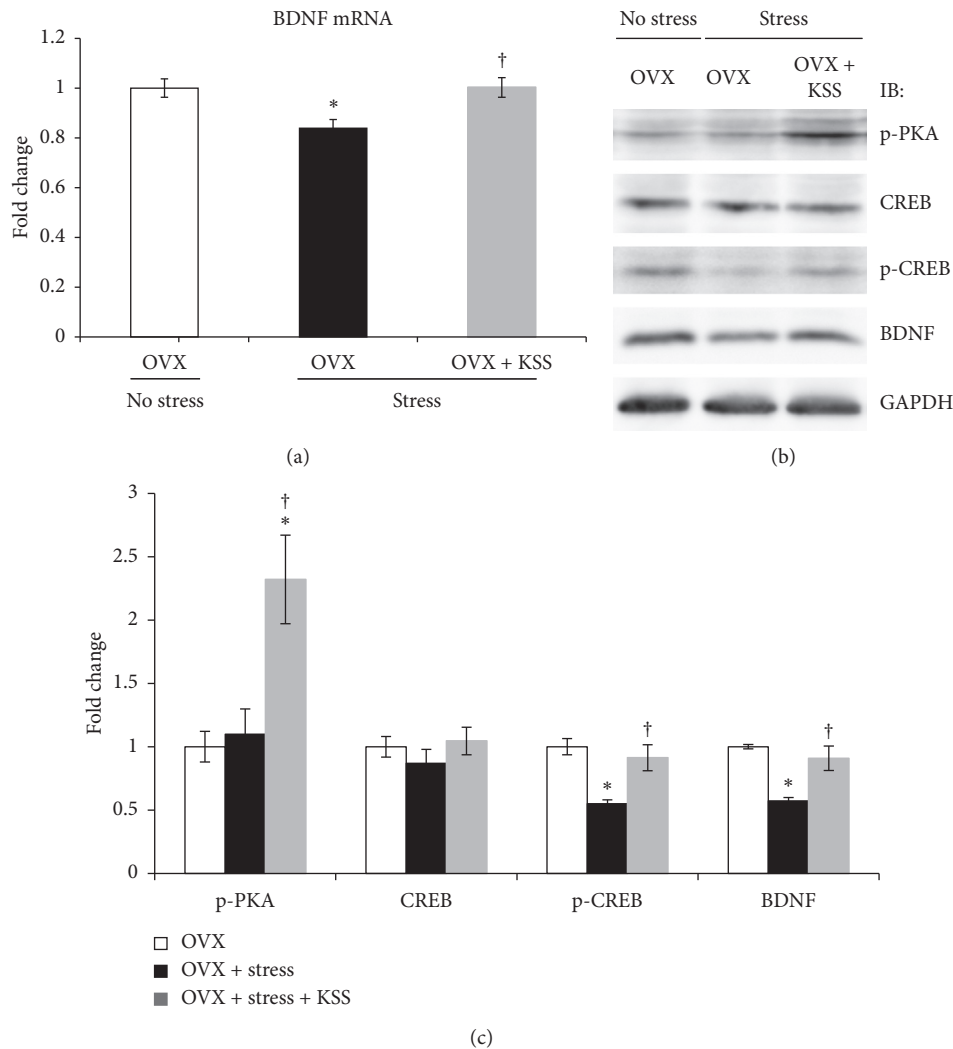 BDNF mRNA
1.2
1
0.8
0.6
0.4
0.2
0
Fold change
*
†
OVX OVX OVX + KSS
No stress Stress
(a)
No stress Stress
OVX OVX OVX +
KSS
IB:
p-PKA
CREB
p-CREB
BDNF
GAPDH
(b)
3
2.5
2
1.5
1
0.5
0
Fold change
†
*
*
†
*
†
p-PKA CREB p-CREB BDNF
OVX
OVX + stress
OVX + stress + KSS
(c)